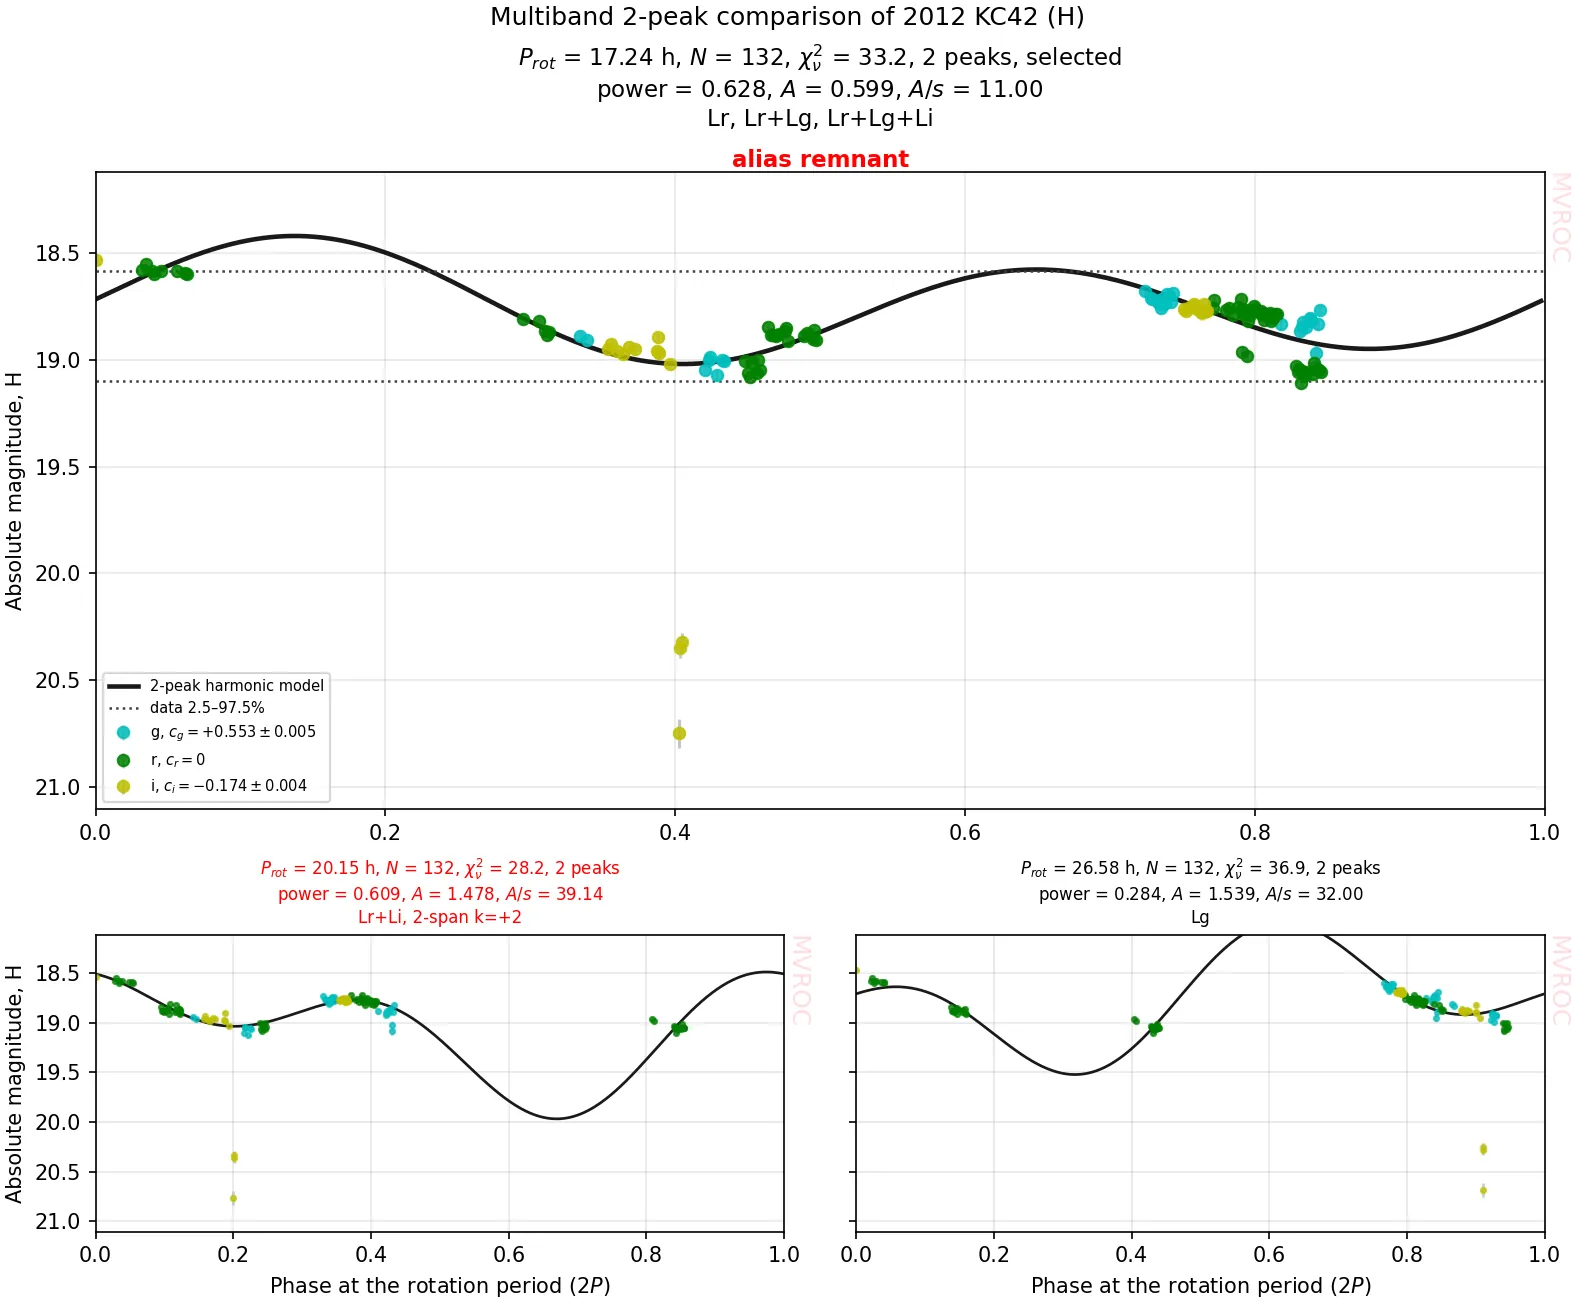 Multiband 2-peak comparison of 2012 KC42 (H)
P_rot = 17.24 h, N = 132, χ²_ν = 33.2, 2 peaks, selected
power = 0.628, A = 0.599, A/s = 11.00
Lr, Lr+Lg, Lr+Lg+Li
alias remnant
MVROC
Absolute magnitude, H
18.5
19.0
19.5
20.0
20.5
21.0
2-peak harmonic model
data 2.5–97.5%
g, c_g = +0.553 ± 0.005
r, c_r = 0
i, c_i = −0.174 ± 0.004
0.0 0.2 0.4 0.6 0.8 1.0
P_rot = 20.15 h, N = 132, χ²_ν = 28.2, 2 peaks
power = 0.609, A = 1.478, A/s = 39.14
Lr+Li, 2-span k=+2
MVROC
Absolute magnitude, H
18.5
19.0
19.5
20.0
20.5
21.0
0.0 0.2 0.4 0.6 0.8 1.0
Phase at the rotation period (2P)
P_rot = 26.58 h, N = 132, χ²_ν = 36.9, 2 peaks
power = 0.284, A = 1.539, A/s = 32.00
Lg
MVROC
0.0 0.2 0.4 0.6 0.8 1.0
Phase at the rotation period (2P)